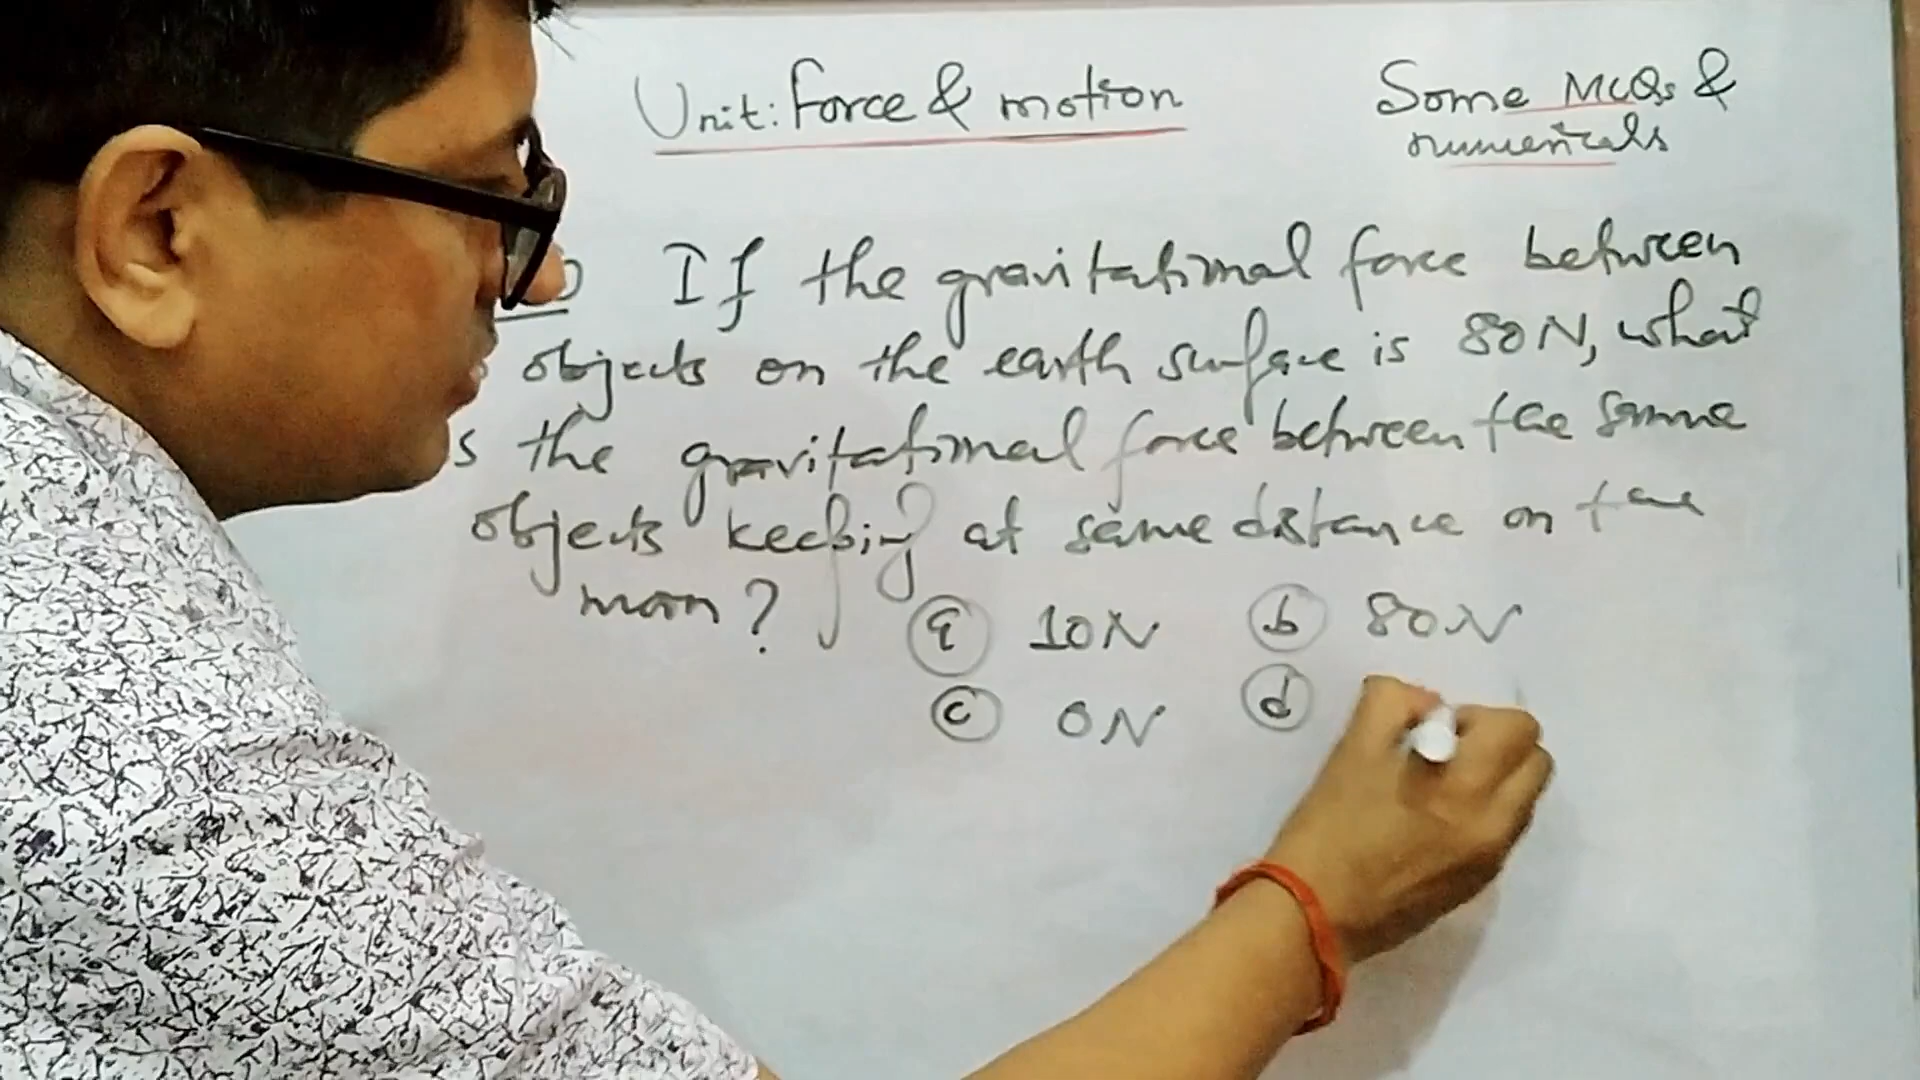 Unit: Force & motion
Some MCQs &
numericals
If the gravitational force between
objects on the earth surface is 80N, what
s the gravitational force between the same
objects keeping at same distance on the
moon?
a 10N b 80N
c 0N d